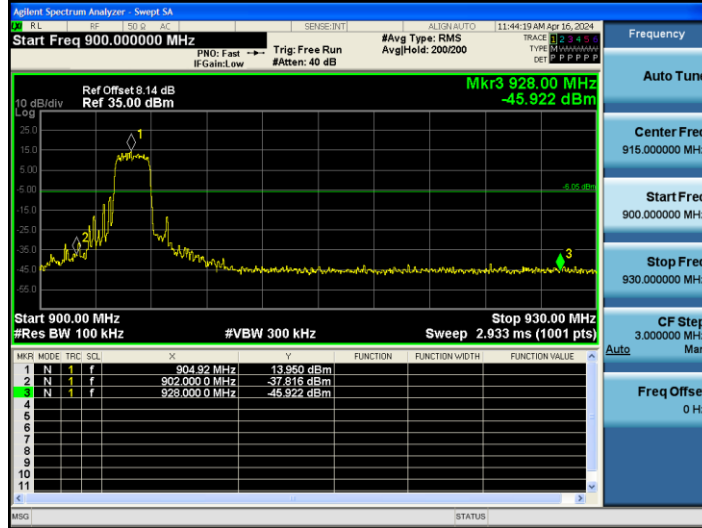 Agilent Spectrum Analyzer - Swept SA
RL RF 50 Ω AC SENSE:INT ALIGNAUTO 11:44:19 AM Apr 16, 2024
Start Freq 900.000000 MHz
PNO: Fast
IFGain:Low
Trig: Free Run
#Atten: 40 dB
#Avg Type: RMS
Avg|Hold: 200/200
TRACE 1 2 3 4 5 6
TYPE M
DET P P P P P P
Frequency
Auto Tune
Center Freq
915.000000 MHz
Start Freq
900.000000 MHz
Stop Freq
930.000000 MHz
CF Step
3.000000 MHz
Auto Man
Freq Offset
0 Hz
Mkr3 928.00 MHz
-45.922 dBm
Ref Offset 8.14 dB
10 dB/div Ref 35.00 dBm
Log
25.0
15.0
5.00
-5.00
-15.0
-25.0
-35.0
-45.0
-55.0
1
2
3
-6.05 dBm
Start 900.00 MHz Stop 930.00 MHz
#Res BW 100 kHz #VBW 300 kHz Sweep 2.933 ms (1001 pts)
MKR MODE TRC SCL X Y FUNCTION FUNCTION WIDTH FUNCTION VALUE
1 N 1 f 904.92 MHz 13.950 dBm
2 N 1 f 902.000 0 MHz -37.816 dBm
3 N 1 f 928.000 0 MHz -45.922 dBm
4
5
6
7
8
9
10
11
MSG STATUS